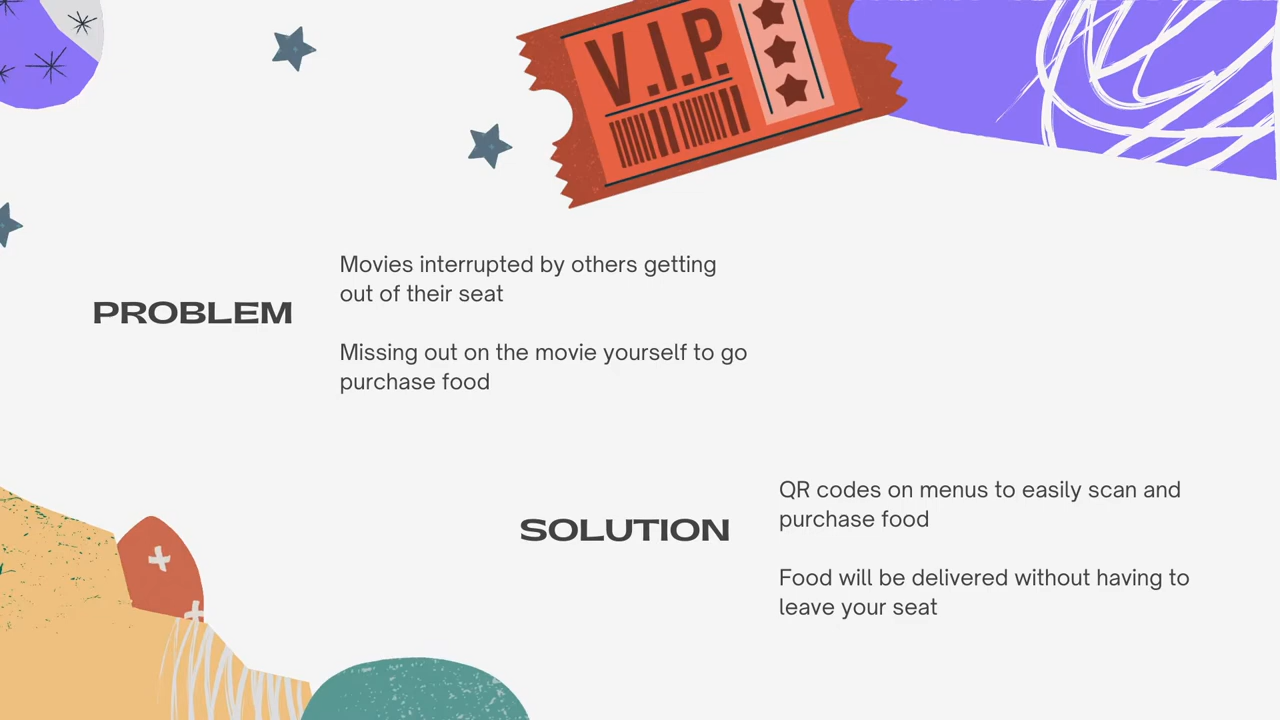 V.I.P.
PROBLEM
Movies interrupted by others getting
out of their seat
Missing out on the movie yourself to go
purchase food
SOLUTION
QR codes on menus to easily scan and
purchase food
Food will be delivered without having to
leave your seat